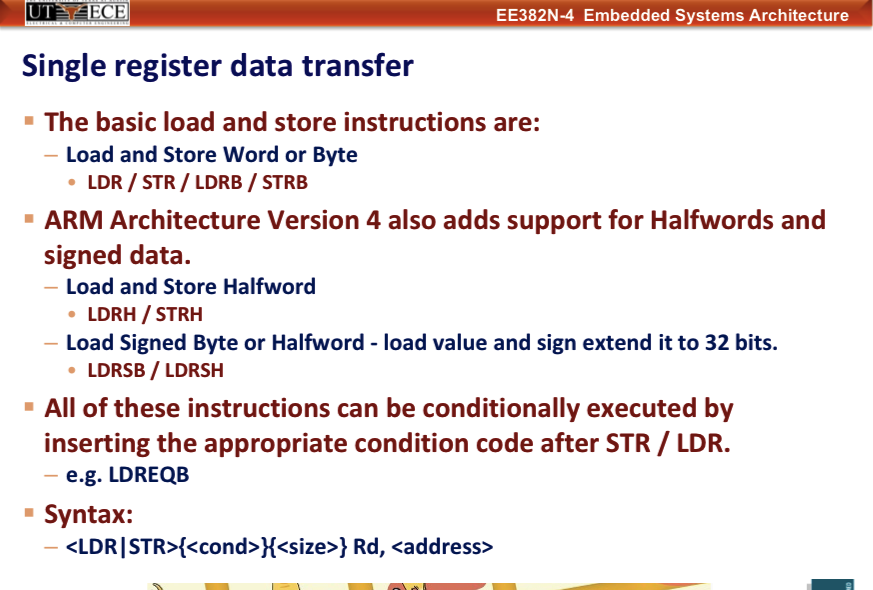 UT ECE
EE382N-4 Embedded Systems Architecture
Single register data transfer
▪ The basic load and store instructions are:
– Load and Store Word or Byte
• LDR / STR / LDRB / STRB
▪ ARM Architecture Version 4 also adds support for Halfwords and
signed data.
– Load and Store Halfword
• LDRH / STRH
– Load Signed Byte or Halfword - load value and sign extend it to 32 bits.
• LDRSB / LDRSH
▪ All of these instructions can be conditionally executed by
inserting the appropriate condition code after STR / LDR.
– e.g. LDREQB
▪ Syntax:
– <LDR|STR>{<cond>}{<size>} Rd, <address>